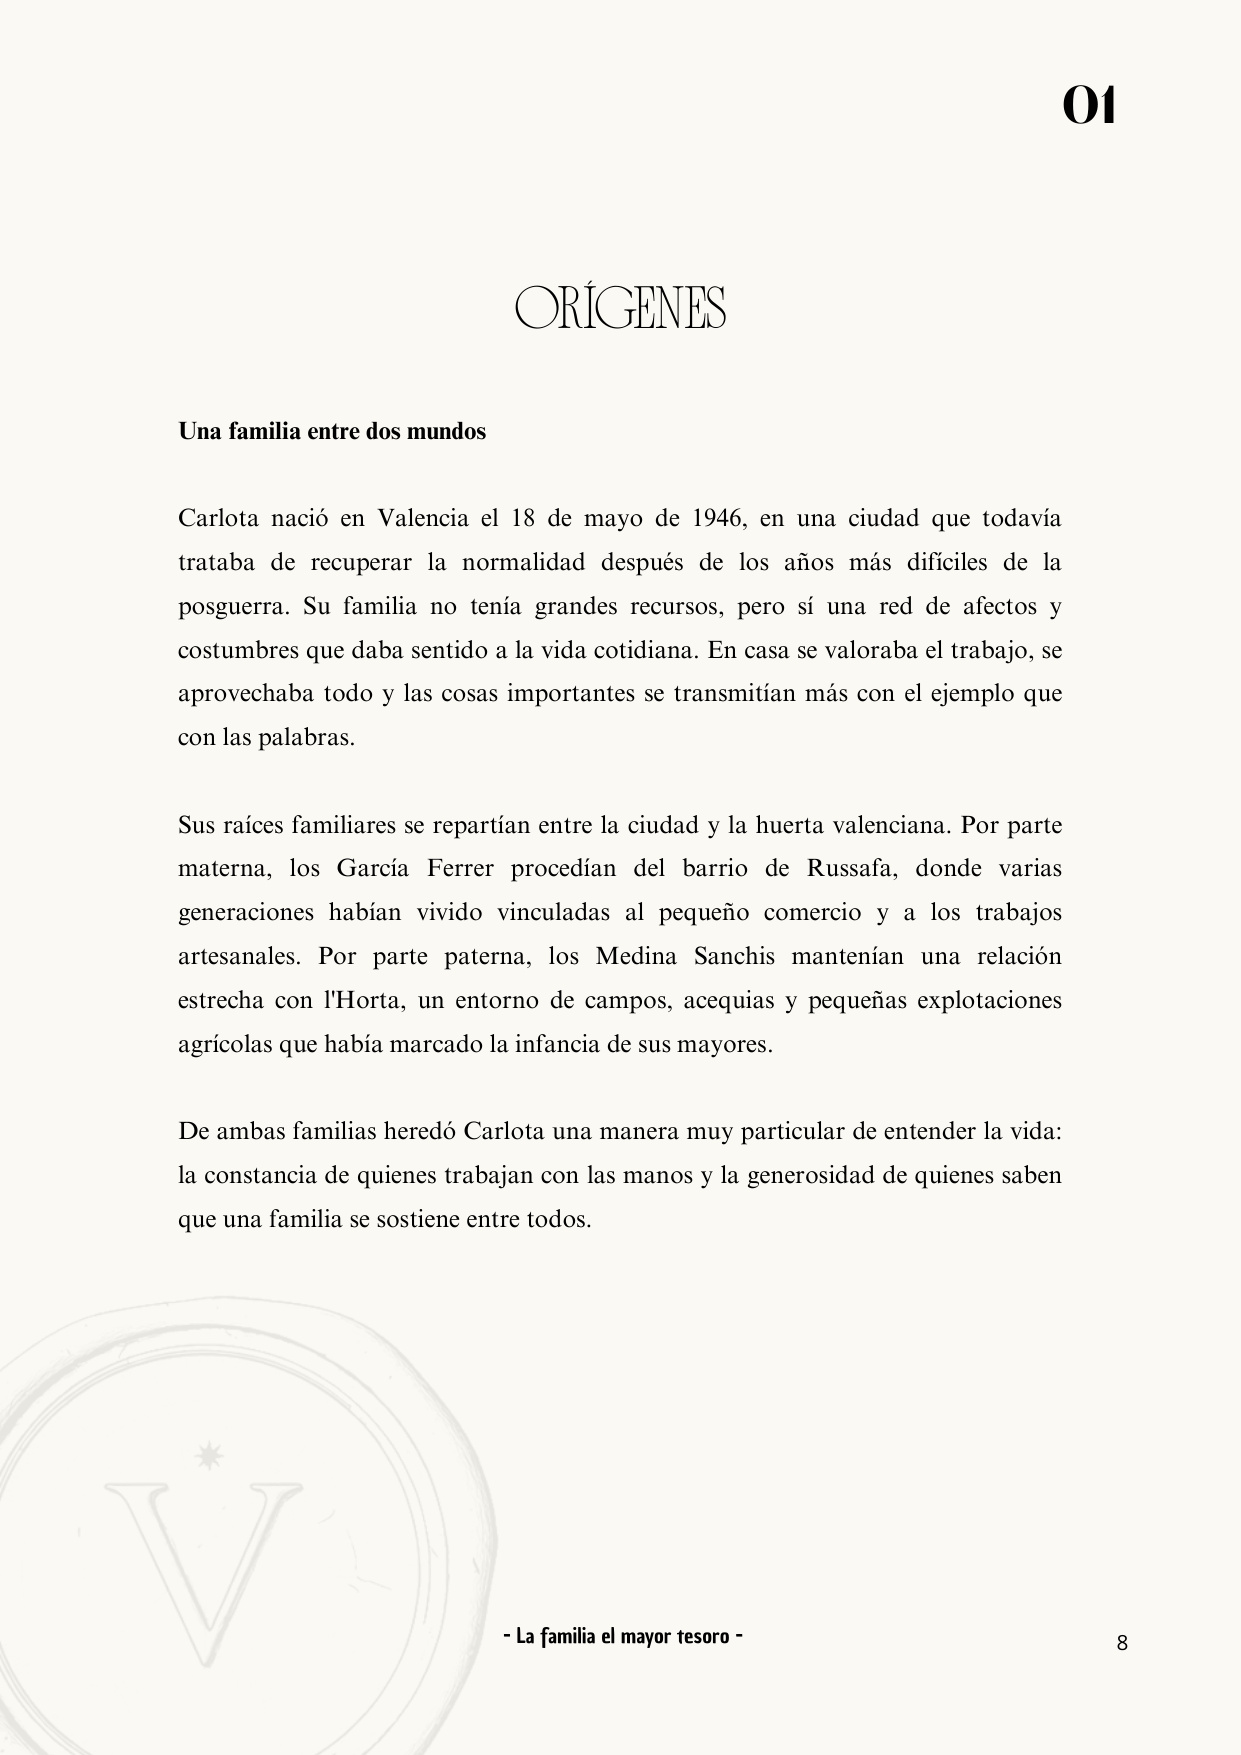 01
ORÍGENES
Una familia entre dos mundos
Carlota nació en Valencia el 18 de mayo de 1946, en una ciudad que todavía
trataba de recuperar la normalidad después de los años más difíciles de la
posguerra. Su familia no tenía grandes recursos, pero sí una red de afectos y
costumbres que daba sentido a la vida cotidiana. En casa se valoraba el trabajo, se
aprovechaba todo y las cosas importantes se transmitían más con el ejemplo que
con las palabras.
Sus raíces familiares se repartían entre la ciudad y la huerta valenciana. Por parte
materna, los García Ferrer procedían del barrio de Russafa, donde varias
generaciones habían vivido vinculadas al pequeño comercio y a los trabajos
artesanales. Por parte paterna, los Medina Sanchis mantenían una relación
estrecha con l'Horta, un entorno de campos, acequias y pequeñas explotaciones
agrícolas que había marcado la infancia de sus mayores.
De ambas familias heredó Carlota una manera muy particular de entender la vida:
la constancia de quienes trabajan con las manos y la generosidad de quienes saben
que una familia se sostiene entre todos.
V
- La familia el mayor tesoro -
8